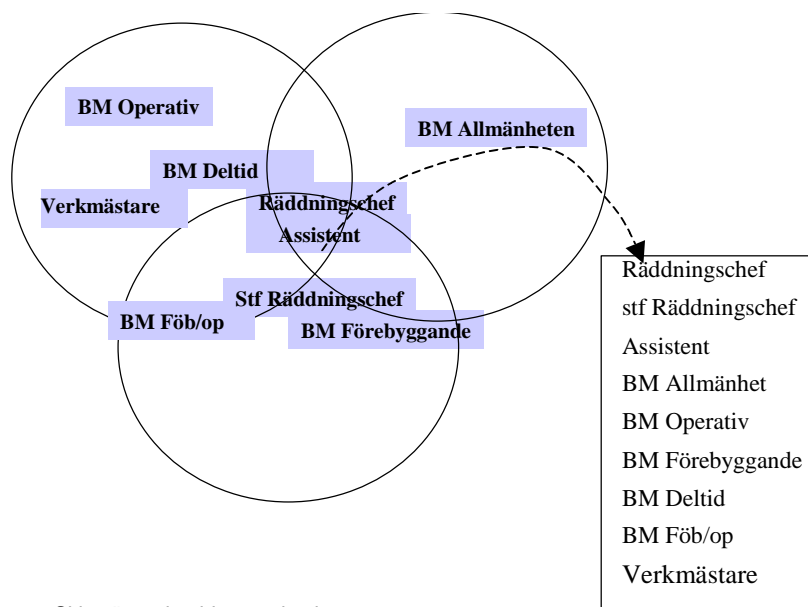 BM Operativ
BM Allmänheten
BM Deltid
Verkmästare
Räddningschef
Assistent
Stf Räddningschef
BM Föb/op
BM Förebyggande
Räddningschef
stf Räddningschef
Assistent
BM Allmänhet
BM Operativ
BM Förebyggande
BM Deltid
BM Föb/op
Verkmästare